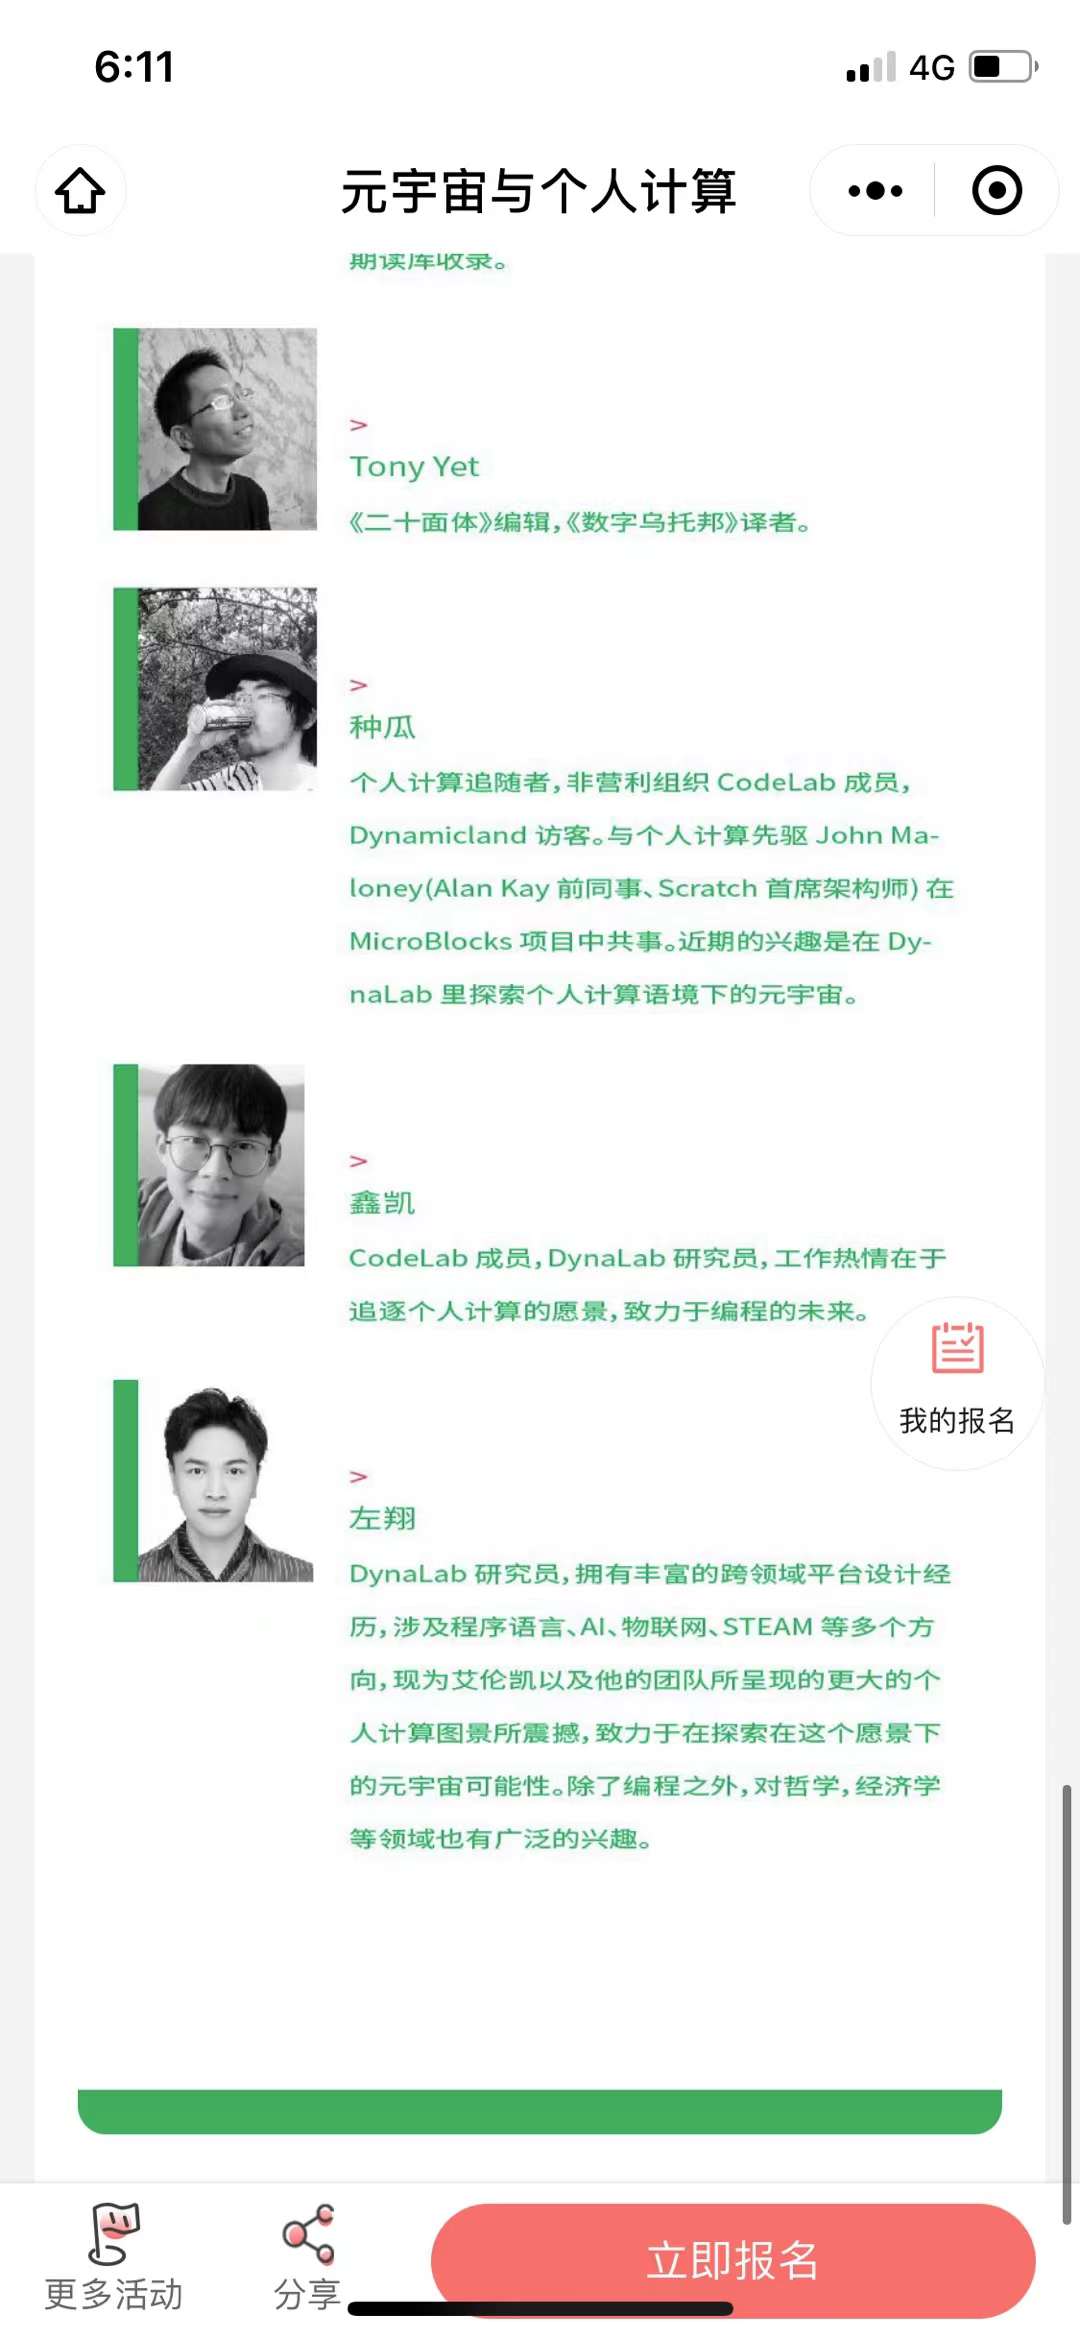 6:11
4G
元宇宙与个人计算
期读库收录。
>
Tony Yet
《二十面体》编辑,《数字乌托邦》译者。
>
种瓜
个人计算追随者,非营利组织 CodeLab 成员,
Dynamicland 访客。与个人计算先驱 John Ma-
loney(Alan Kay 前同事、Scratch 首席架构师) 在
MicroBlocks 项目中共事。近期的兴趣是在 Dy-
naLab 里探索个人计算语境下的元宇宙。
>
鑫凯
CodeLab 成员,DynaLab 研究员,工作热情在于
追逐个人计算的愿景,致力于编程的未来。
我的报名
>
左翔
DynaLab 研究员,拥有丰富的跨领域平台设计经
历,涉及程序语言、AI、物联网、STEAM 等多个方
向,现为艾伦凯以及他的团队所呈现的更大的个
人计算图景所震撼,致力于在探索在这个愿景下
的元宇宙可能性。除了编程之外,对哲学,经济学
等领域也有广泛的兴趣。
更多活动
分享
立即报名